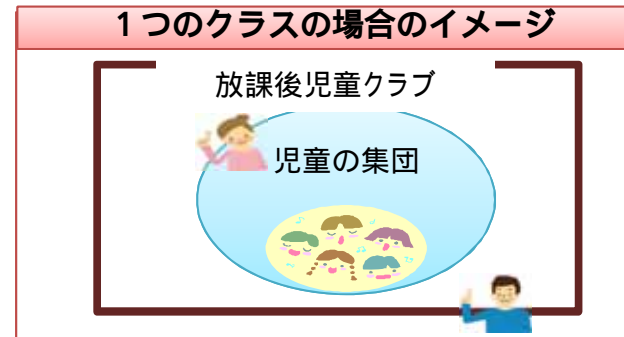 １つのクラスの場合のイメージ
放課後児童クラブ
児童の集団